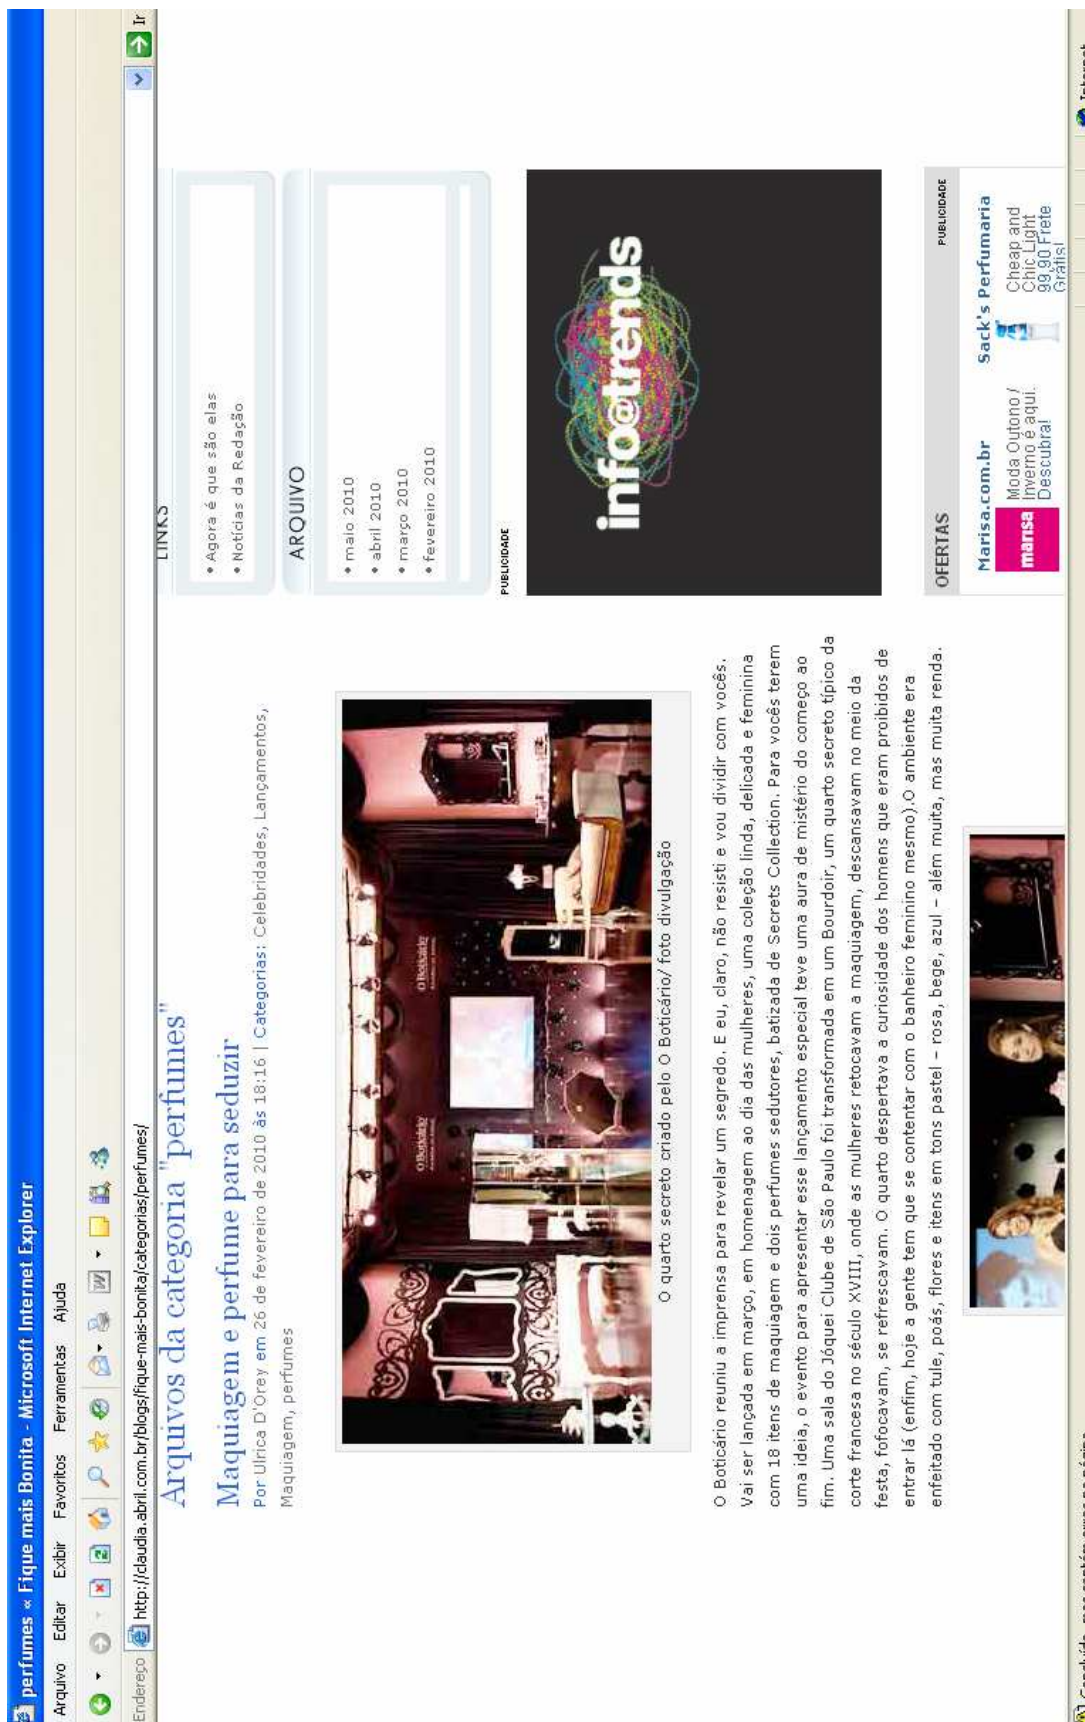 perfumes « Fique mais Bonita - Microsoft Internet Explorer
Arquivo Editar Exibir Favoritos Ferramentas Ajuda
Endereço http://claudia.abril.com.br/blogs/fique-mais-bonita/categorias/perfumes/ Ir
Arquivos da categoria "perfumes"
Maquiagem e perfume para seduzir
Por Ulrica D'Orey em 26 de fevereiro de 2010 às 18:16 | Categorias: Celebridades, Lançamentos,
Maquiagem, perfumes
O Boticário
O Boticário
O quarto secreto criado pelo O Boticário/ foto divulgação
O Boticário reuniu a imprensa para revelar um segredo. E eu, claro, não resisti e vou dividir com vocês.
Vai ser lançada em março, em homenagem ao dia das mulheres, uma coleção linda, delicada e feminina
com 18 itens de maquiagem e dois perfumes sedutores, batizada de Secrets Collection. Para vocês terem
uma ideia, o evento para apresentar esse lançamento especial teve uma aura de mistério do começo ao
fim. Uma sala do Jóquei Clube de São Paulo foi transformada em um Bourdoir, um quarto secreto típico da
corte francesa no século XVIII, onde as mulheres retocavam a maquiagem, descansavam no meio da
festa, fofocavam, se refrescavam. O quarto despertava a curiosidade dos homens que eram proibidos de
entrar lá (enfim, hoje a gente tem que se contentar com o banheiro feminino mesmo).O ambiente era
enfeitado com tule, poás, flores e itens em tons pastel – rosa, bege, azul – além muita, mas muita renda.
LINKS
• Agora é que são elas
• Notícias da Redação
ARQUIVO
• maio 2010
• abril 2010
• março 2010
• fevereiro 2010
PUBLICIDADE
info@trends
OFERTAS PUBLICIDADE
Marisa.com.br
marisa
Moda Outono /
Inverno é aqui.
Descubra!
Sack's Perfumaria
Cheap and
Chic Light
99,90 Frete
Grátis!
Concluído, mas contém erros na página.
Internet